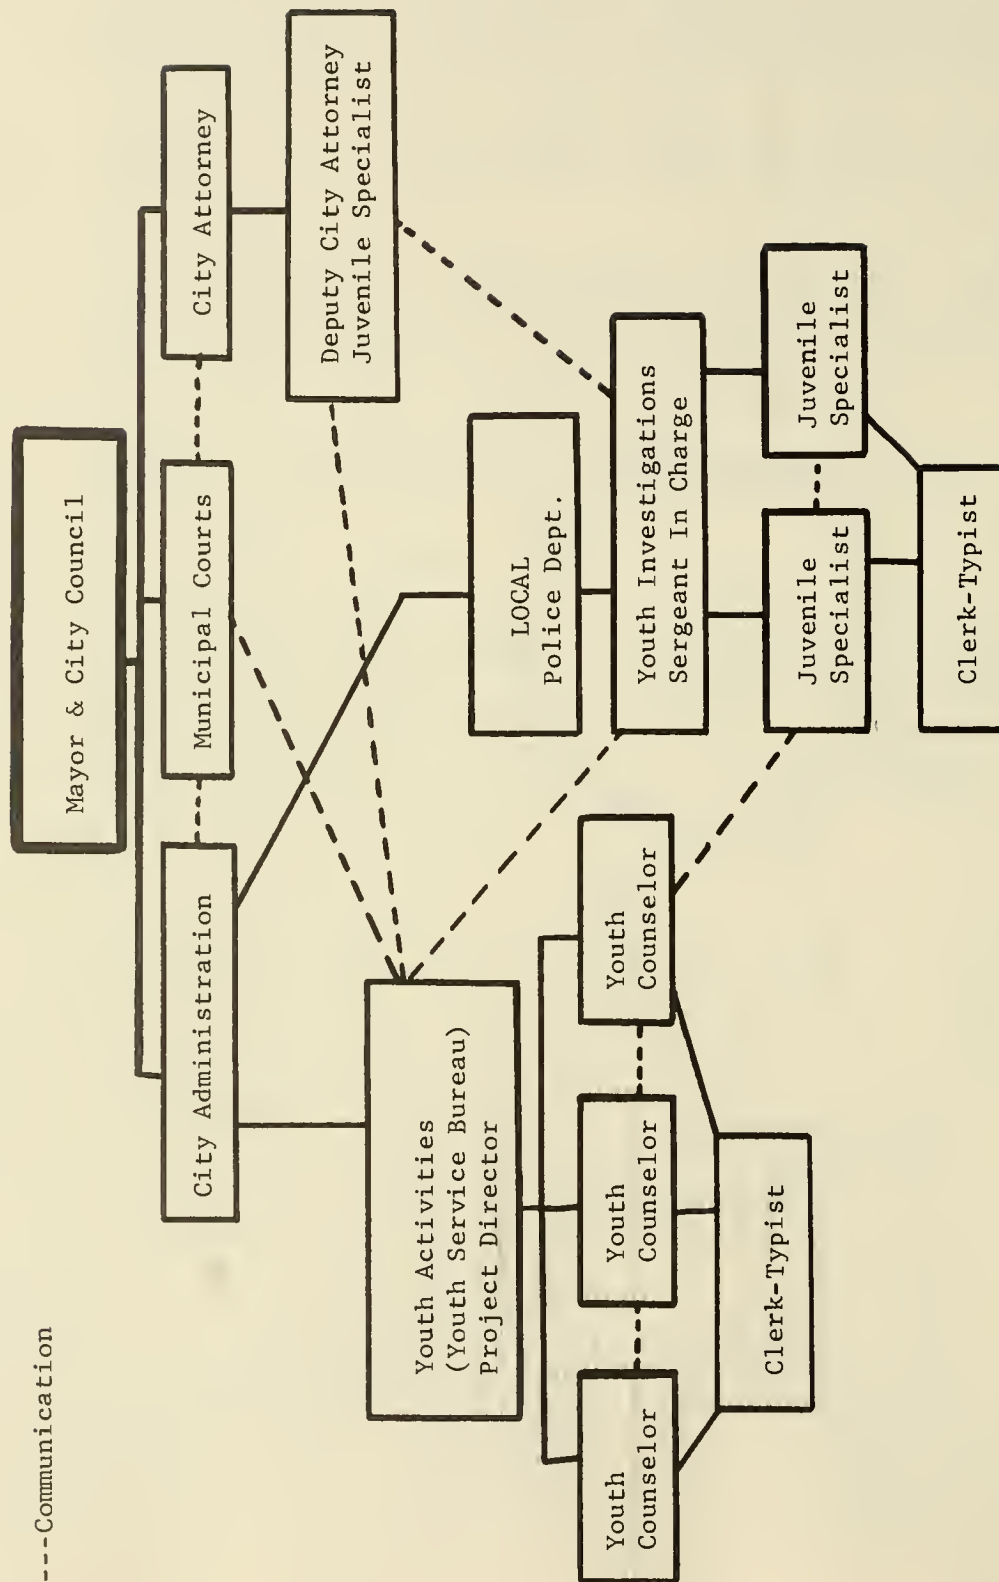 ---Communication
Mayor & City Council
City Administration
Municipal Courts
City Attorney
Deputy City Attorney
Juvenile Specialist
Youth Activities
(Youth Service Bureau)
Project Director
LOCAL
Police Dept.
Youth Investigations
Sergeant In Charge
Youth
Counselor
Youth
Counselor
Youth
Counselor
Juvenile
Specialist
Juvenile
Specialist
Clerk-Typist
Clerk-Typist